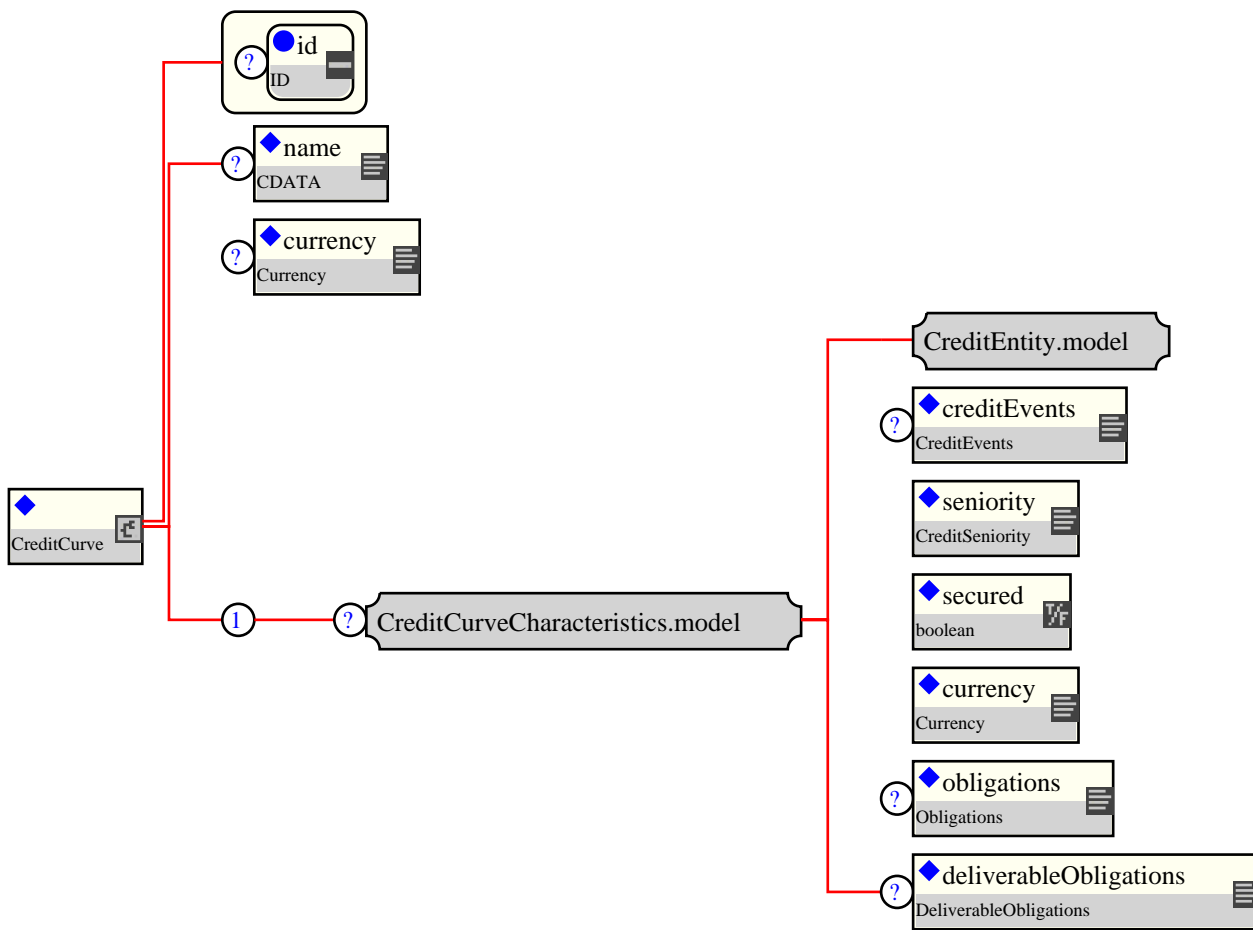 id
?
ID
name
?
CDATA
currency
?
Currency
CreditEntity.model
creditEvents
?
CreditEvents
seniority
CreditSeniority
CreditCurve
secured
T/F
boolean
1
?
CreditCurveCharacteristics.model
currency
Currency
obligations
?
Obligations
deliverableObligations
?
DeliverableObligations